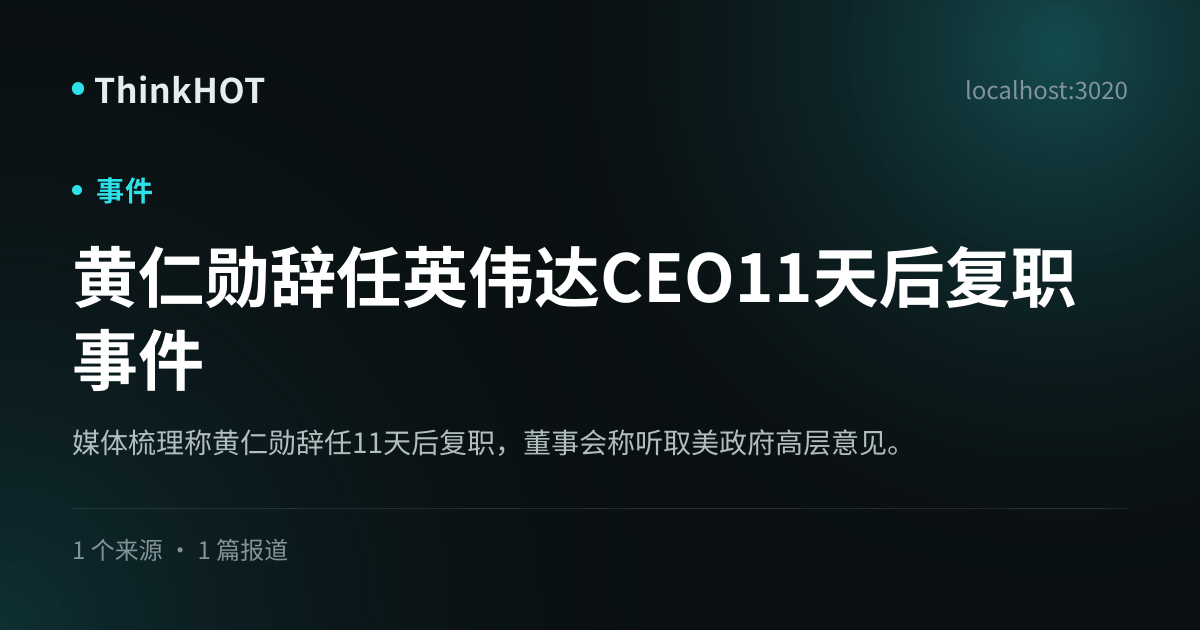 ThinkHOT
localhost:3020
事件
黄仁勋辞任英伟达CEO11天后复职
事件
媒体梳理称黄仁勋辞任11天后复职，董事会称听取美政府高层意见。
1 个来源 · 1 篇报道